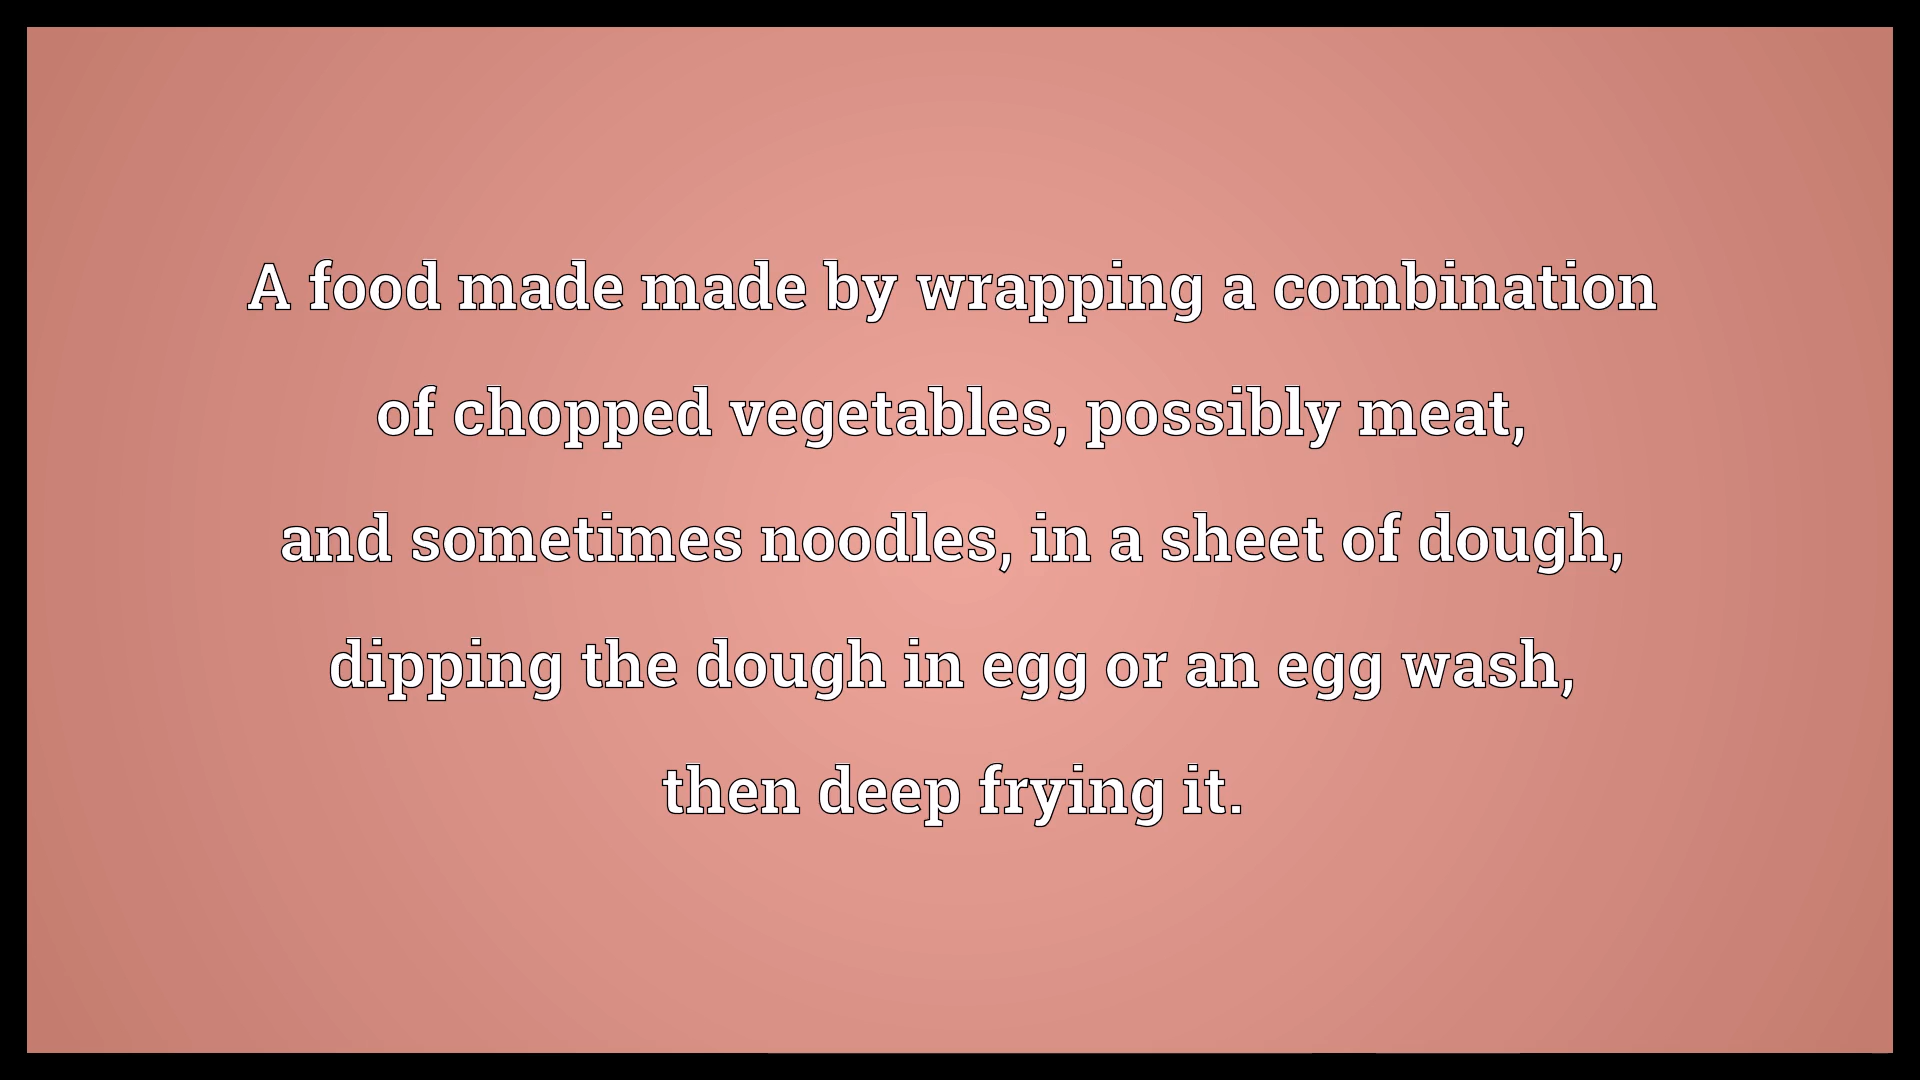 A food made made by wrapping a combination
of chopped vegetables, possibly meat,
and sometimes noodles, in a sheet of dough,
dipping the dough in egg or an egg wash,
then deep frying it.